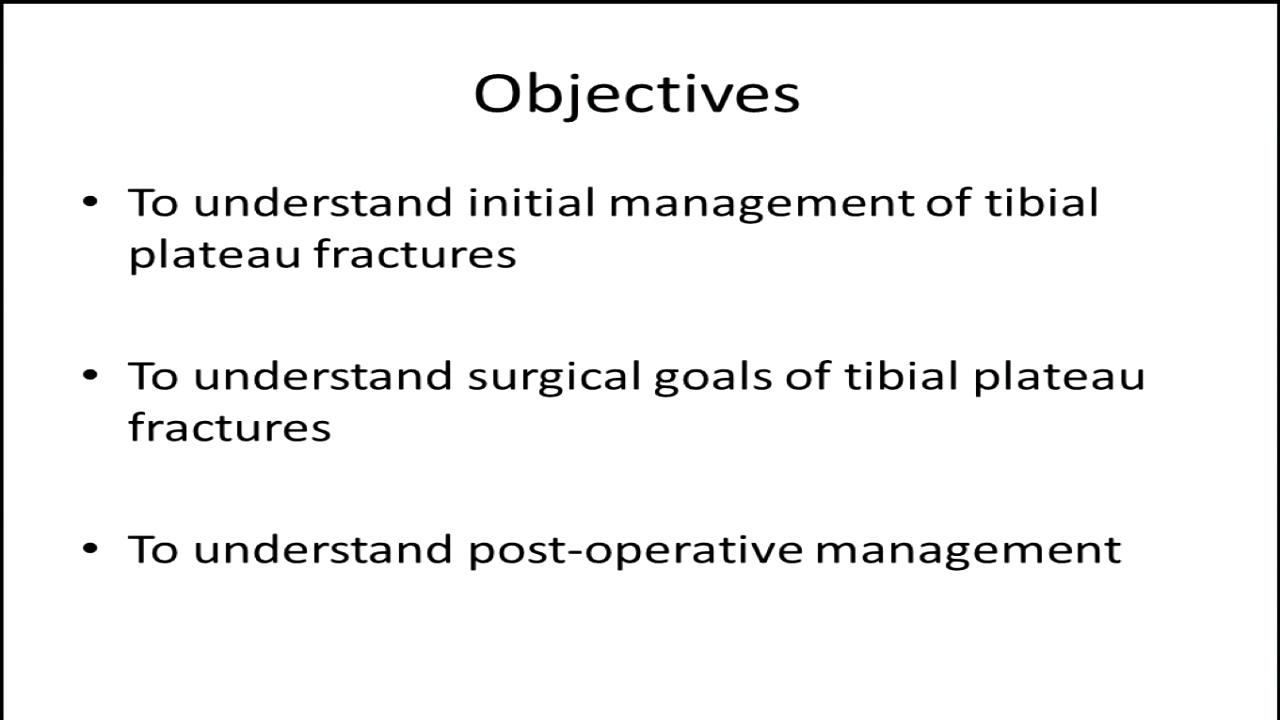 Objectives
• To understand initial management of tibial
plateau fractures
• To understand surgical goals of tibial plateau
fractures
• To understand post-operative management